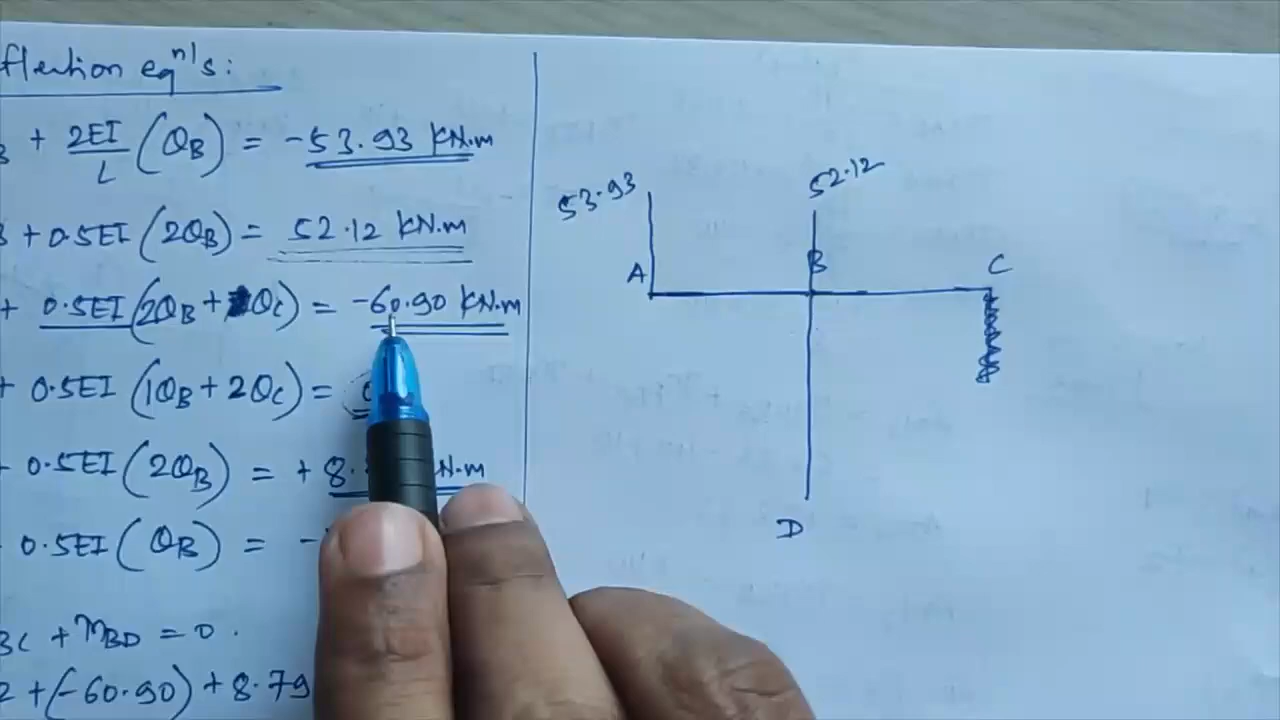 flection eqⁿ's:
+ 2EI/L (θB) = -53.93 KN.m
+ 0.5EI (2θB) = 52.12 KN.m
+ 0.5EI (2θB + θC) = -60.90 KN.m
+ 0.5EI (1θB + 2θC) =
0.5EI (2θB) = + 8. N.m
0.5EI (θB) = -
BC + MBD = 0.
2 + (-60.90) + 8.79
53.93
52.12
A
B
C
D